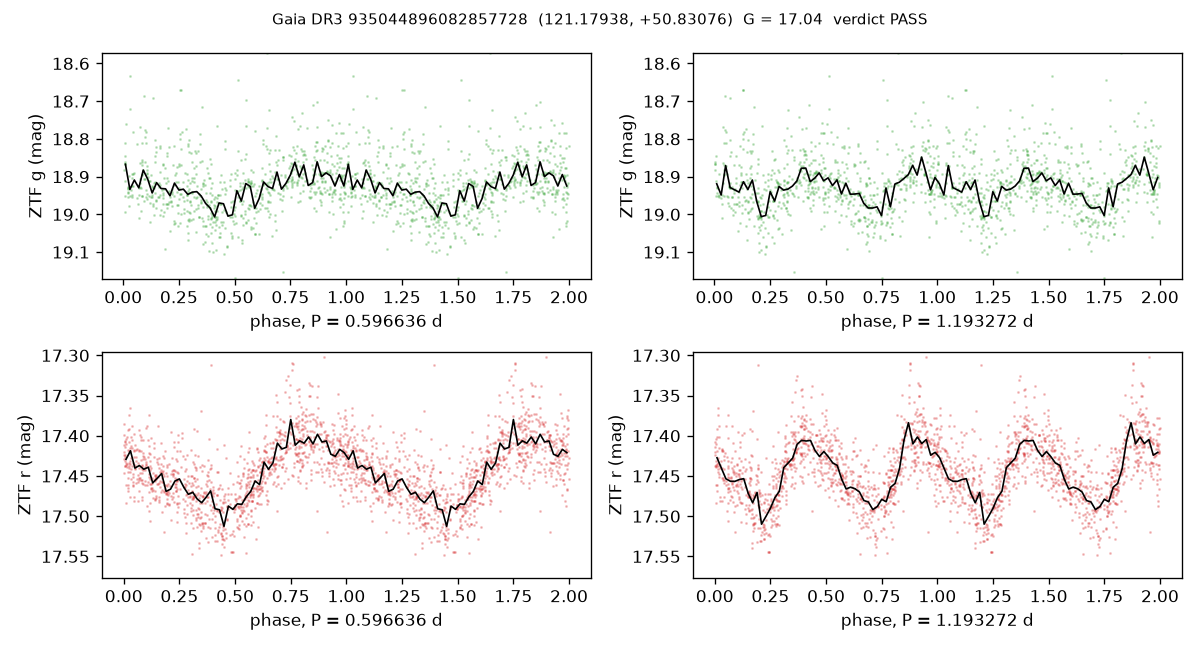 Gaia DR3 935044896082857728  (121.17938, +50.83076)  G = 17.04  verdict PASS
ZTF g (mag)
18.6
18.7
18.8
18.9
19.0
19.1
0.00 0.25 0.50 0.75 1.00 1.25 1.50 1.75 2.00
phase, P = 0.596636 d
ZTF g (mag)
18.6
18.7
18.8
18.9
19.0
19.1
0.00 0.25 0.50 0.75 1.00 1.25 1.50 1.75 2.00
phase, P = 1.193272 d
ZTF r (mag)
17.30
17.35
17.40
17.45
17.50
17.55
0.00 0.25 0.50 0.75 1.00 1.25 1.50 1.75 2.00
phase, P = 0.596636 d
ZTF r (mag)
17.30
17.35
17.40
17.45
17.50
17.55
0.00 0.25 0.50 0.75 1.00 1.25 1.50 1.75 2.00
phase, P = 1.193272 d